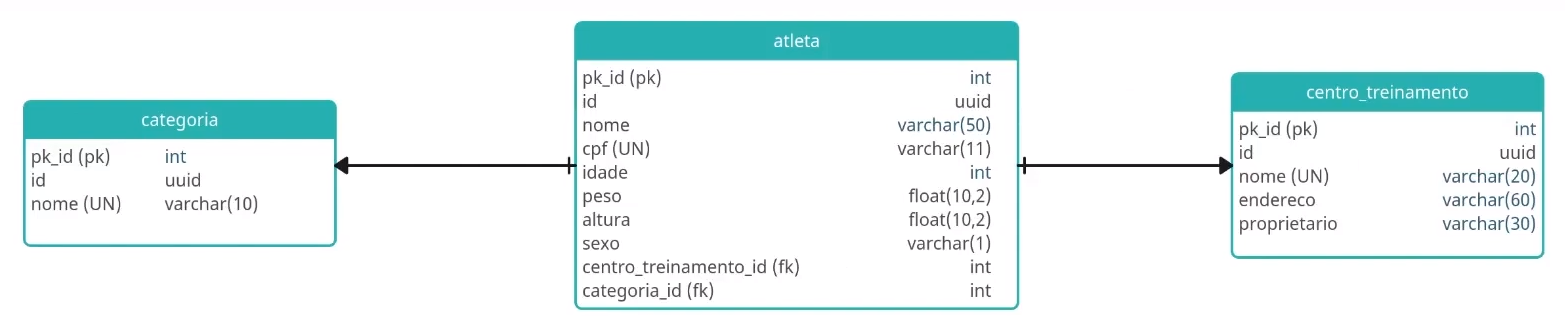 categoria
pk_id (pk) int
id uuid
nome (UN) varchar(10)
atleta
pk_id (pk) int
id uuid
nome varchar(50)
cpf (UN) varchar(11)
idade int
peso float(10,2)
altura float(10,2)
sexo varchar(1)
centro_treinamento_id (fk) int
categoria_id (fk) int
centro_treinamento
pk_id (pk) int
id uuid
nome (UN) varchar(20)
endereco varchar(60)
proprietario varchar(30)